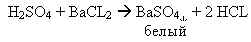 H2SO4 + BaCL2 → BaSO4↓ + 2 HCL
белый